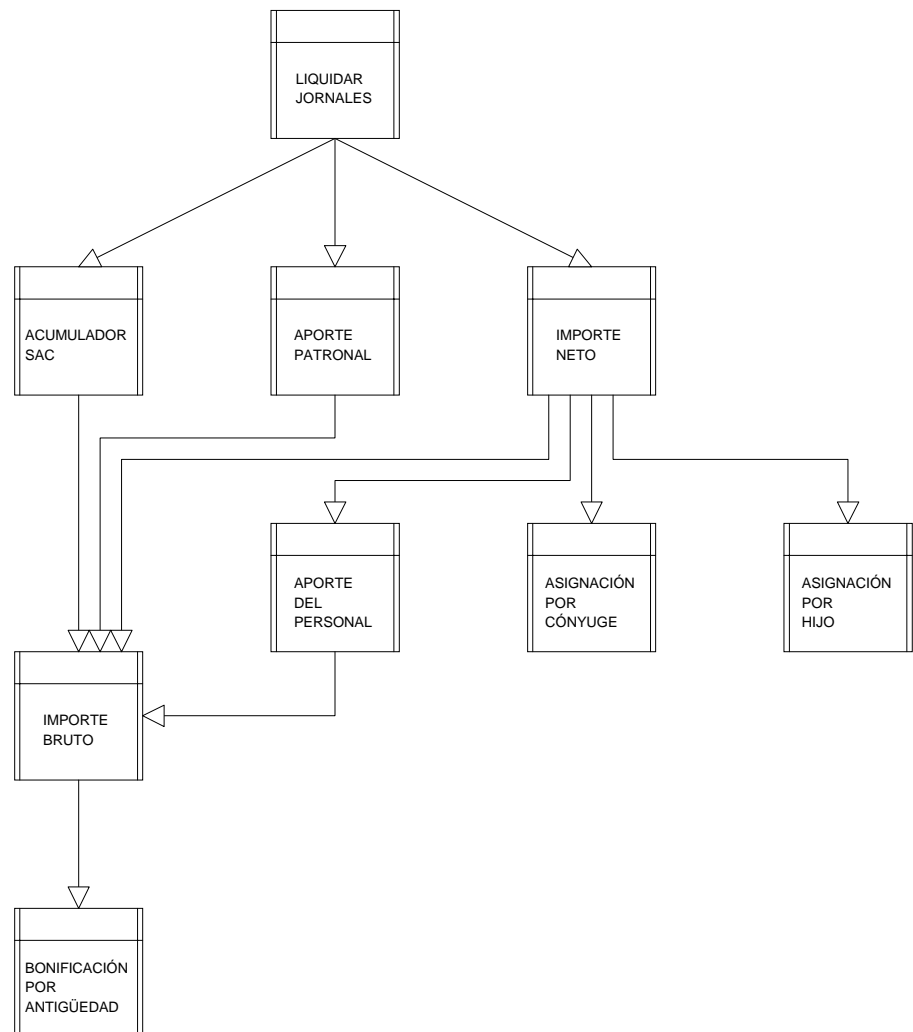 LIQUIDAR
JORNALES
ACUMULADOR
SAC
APORTE
PATRONAL
IMPORTE
NETO
APORTE
DEL
PERSONAL
ASIGNACIÓN
POR
CÓNYUGE
ASIGNACIÓN
POR
HIJO
IMPORTE
BRUTO
BONIFICACIÓN
POR
ANTIGÜEDAD